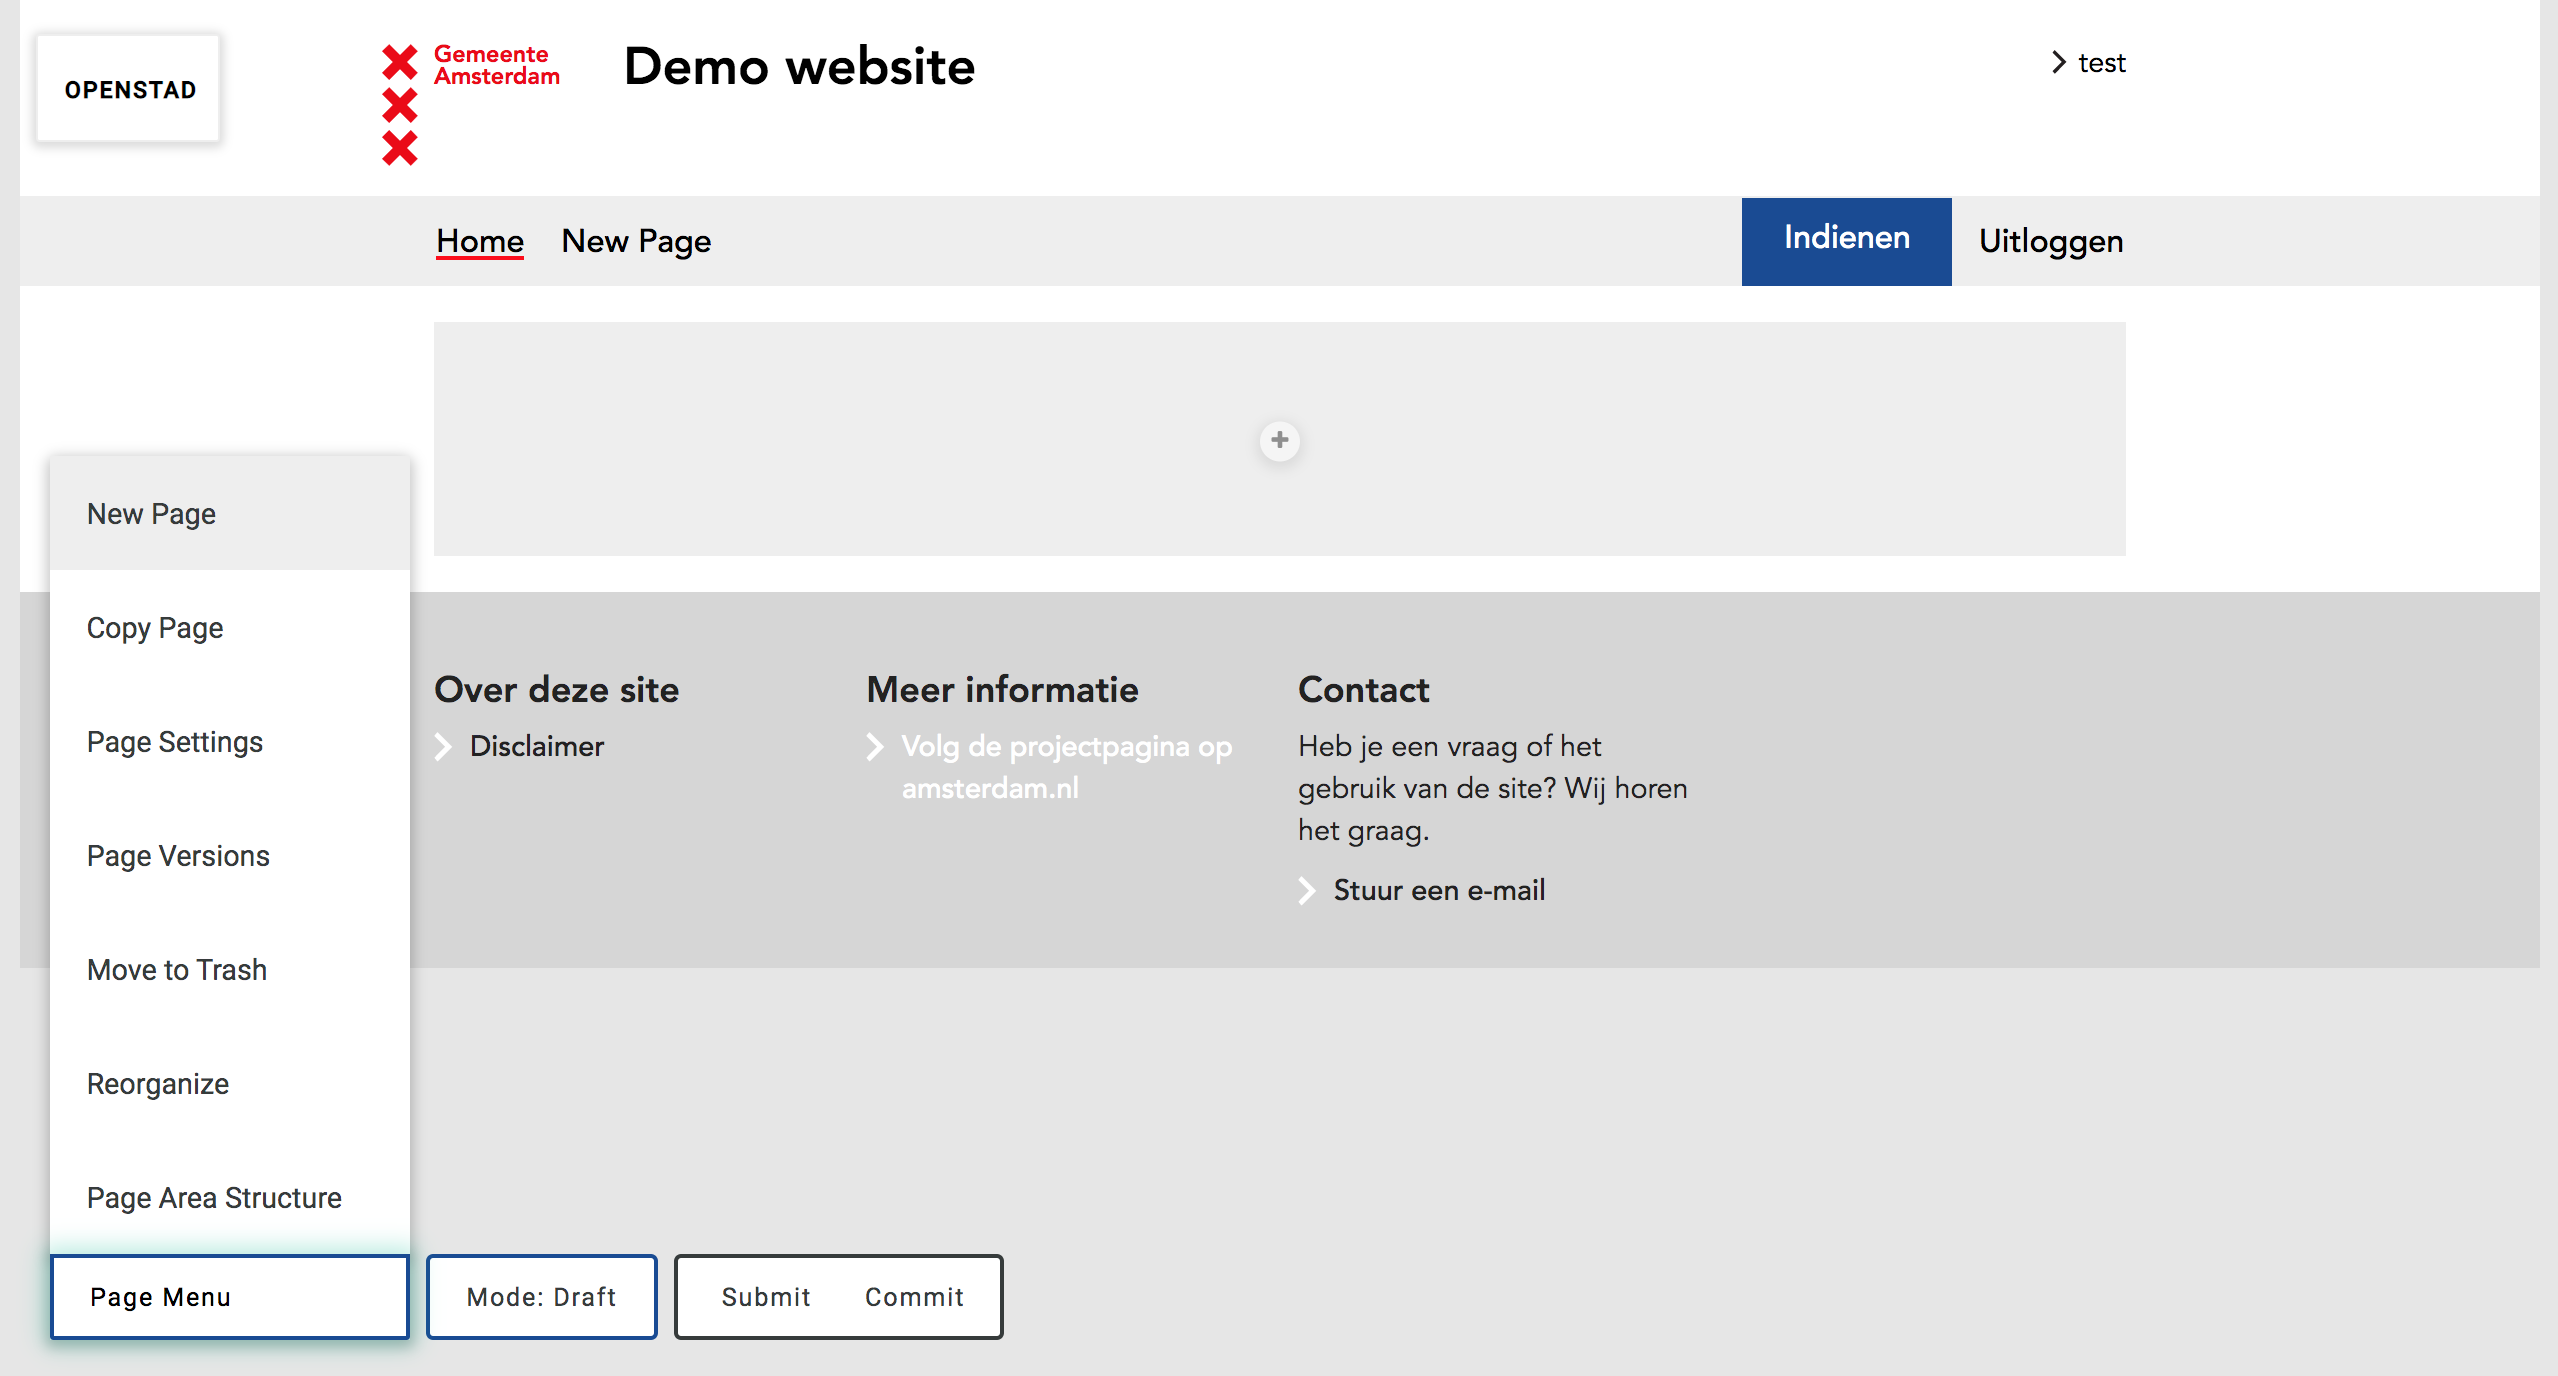 OPENSTAD
Gemeente
Amsterdam
Demo website
test
Home
New Page
Indienen
Uitloggen
New Page
Copy Page
Page Settings
Page Versions
Move to Trash
Reorganize
Page Area Structure
Over deze site
Disclaimer
Meer informatie
Volg de projectpagina op
amsterdam.nl
Contact
Heb je een vraag of het
gebruik van de site? Wij horen
het graag.
Stuur een e-mail
Page Menu
Mode: Draft
Submit
Commit